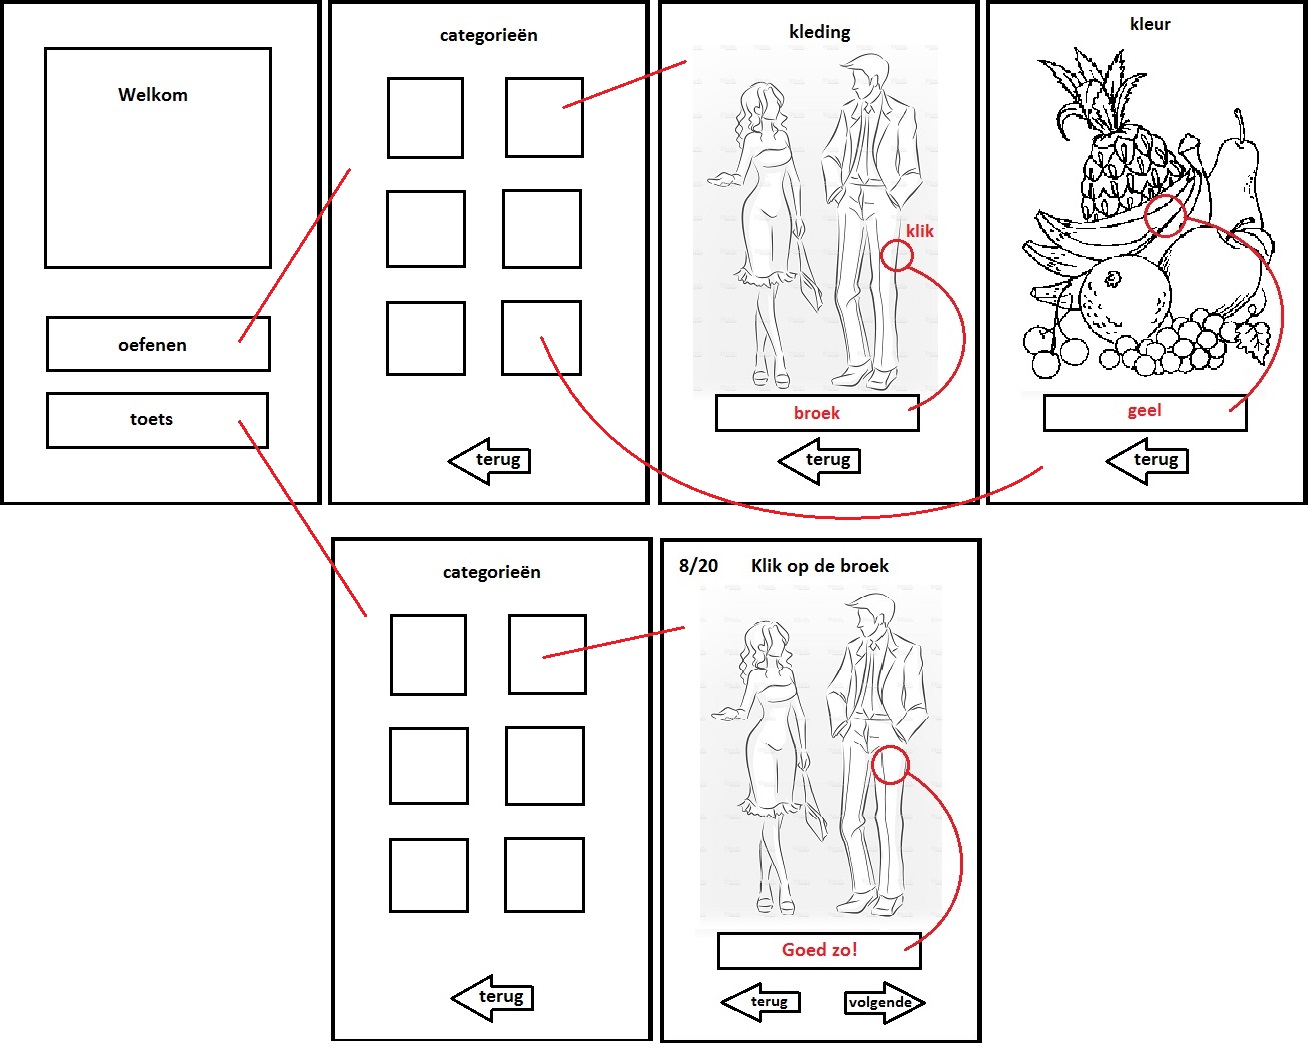 Welkom
oefenen
toets
categorieën
terug
kleding
klik
broek
terug
kleur
geel
terug
categorieën
terug
8/20 Klik op de broek
Goed zo!
terug
volgende